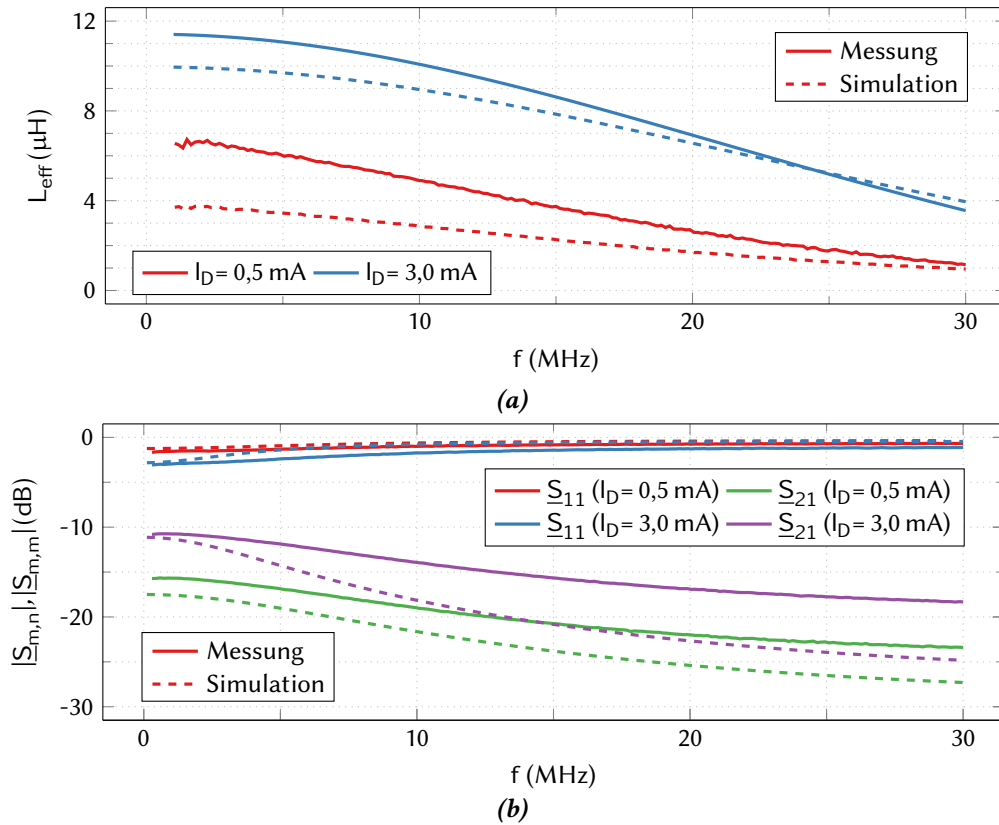 12
8
4
0
L_eff (μH)
Messung
Simulation
I_D = 0,5 mA I_D = 3,0 mA
0 10 20 30
f (MHz)
(a)
0
-10
-20
-30
|S_m,n|, |S_m,m| (dB)
S_11 (I_D = 0,5 mA) S_21 (I_D = 0,5 mA)
S_11 (I_D = 3,0 mA) S_21 (I_D = 3,0 mA)
Messung
Simulation
0 10 20 30
f (MHz)
(b)